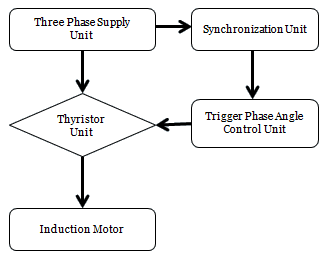 Three Phase Supply
Unit
Synchronization Unit
Thyristor
Unit
Trigger Phase Angle
Control Unit
Induction Motor